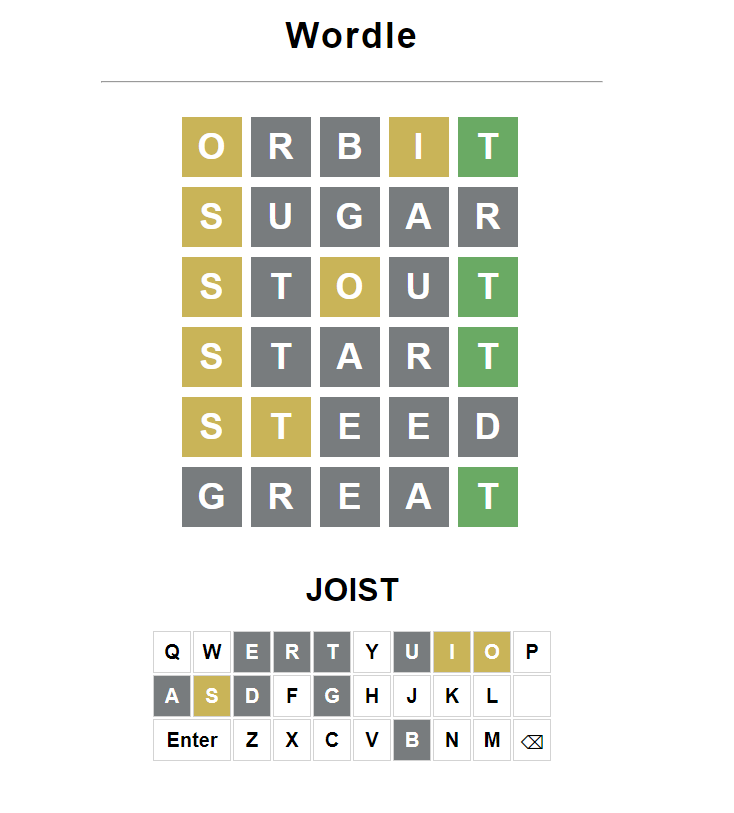 Wordle
O R B I T
S U G A R
S T O U T
S T A R T
S T E E D
G R E A T
JOIST
Q W E R T Y U I O P
A S D F G H J K L
Enter Z X C V B N M ⌫